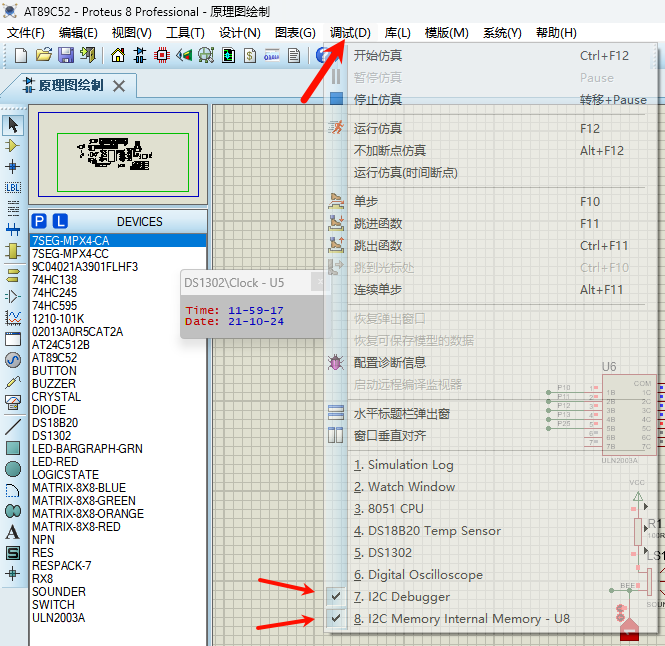 AT89C52 - Proteus 8 Professional - 原理图绘制
文件(F) 编辑(E) 视图(V) 工具(T) 设计(N) 图表(G) 调试(D) 库(L) 模版(M) 系统(Y) 帮助(H)
原理图绘制
开始仿真 Ctrl+F12
暂停仿真 Pause
停止仿真 转移+Pause
运行仿真 F12
不加断点仿真 Alt+F12
运行仿真(时间断点)
单步 F10
跳进函数 F11
跳出函数 Ctrl+F11
跳到光标处 Ctrl+F10
连续单步 Alt+F11
恢复弹出窗口
恢复可保存模型的数据
配置诊断信息
启动远程编译监视器
水平标题栏弹出窗
窗口垂直对齐
1. Simulation Log
2. Watch Window
3. 8051 CPU
4. DS18B20 Temp Sensor
5. DS1302
6. Digital Oscilloscope
7. I2C Debugger
8. I2C Memory Internal Memory - U8
LBL
P L DEVICES
7SEG-MPX4-CA
7SEG-MPX4-CC
9C04021A3901FLHF3
74HC138
74HC245
74HC595
1210-101K
02013A0R5CAT2A
AT24C512B
AT89C52
BUTTON
BUZZER
CRYSTAL
DIODE
DS18B20
DS1302
LED-BARGRAPH-GRN
LED-RED
LOGICSTATE
MATRIX-8X8-BLUE
MATRIX-8X8-GREEN
MATRIX-8X8-ORANGE
MATRIX-8X8-RED
NPN
RES
RESPACK-7
RX8
SOUNDER
SWITCH
ULN2003A
A
S
DS1302\Clock - U5
Time: 11-59-17
Date: 21-10-24
U6
COM
P10 1 1B 1C
P11 2 2B 2C
P12 3 3B 3C
P13 4 4B 4C
P25 5 5B 5C
6 6B 6C
7 7B 7C
ULN2003A
VCC
R1
LS1
BEE
SOUN